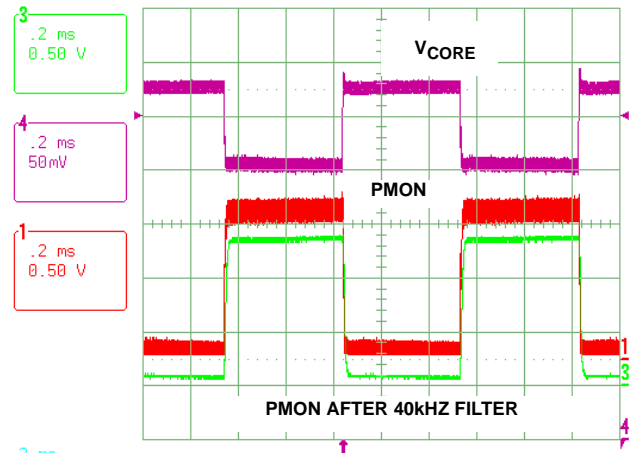 3
.2 ms
0.50 V
4
.2 ms
50mV
1
.2 ms
0.50 V
VCORE
PMON
PMON AFTER 40kHZ FILTER
1
3
4